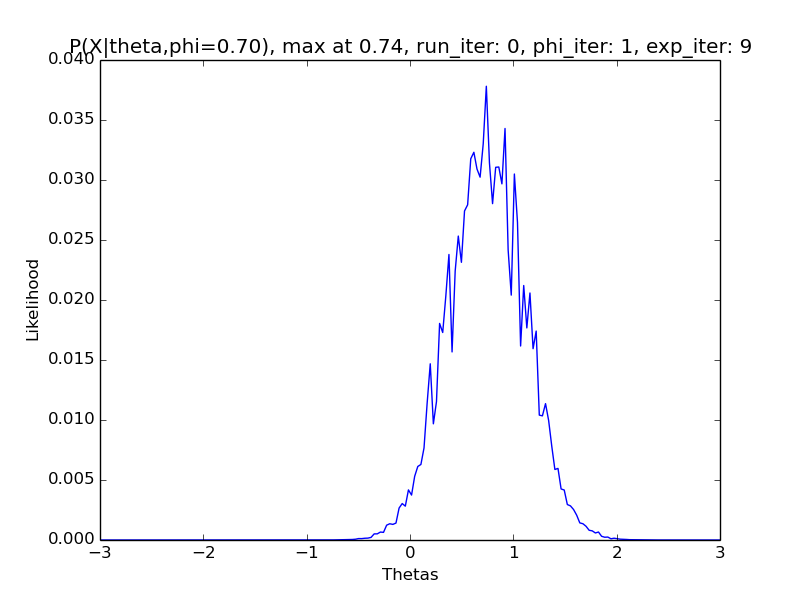 P(X|theta,phi=0.70), max at 0.74, run_iter: 0, phi_iter: 1, exp_iter: 9
0.040
0.035
0.030
0.025
0.020
0.015
0.010
0.005
0.000
Likelihood
−3 −2 −1 0 1 2 3
Thetas